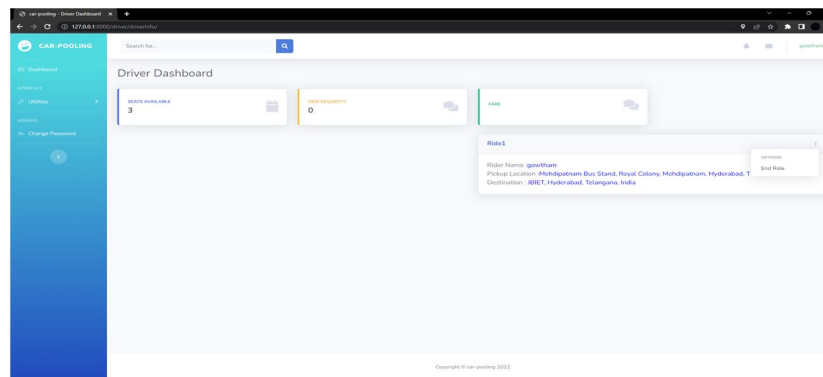 car-pooling - Driver Dashboard
127.0.0.1:8000/driver/driverinfo/
CAR-POOLING
Search for...
gowtham
Dashboard
Driver Dashboard
INTERFACE
Utilities
SEATS AVAILABLE
3
RIDE REQUESTS
0
FARE
ADDONS
Change Password
Ride1
OPTIONS
End Ride
Rider Name :gowtham
Pickup Location :Mehdipatnam Bus Stand, Royal Colony, Mehdipatnam, Hyderabad, T
Destination : JBIET, Hyderabad, Telangana, India
Copyright © car-pooling 2022